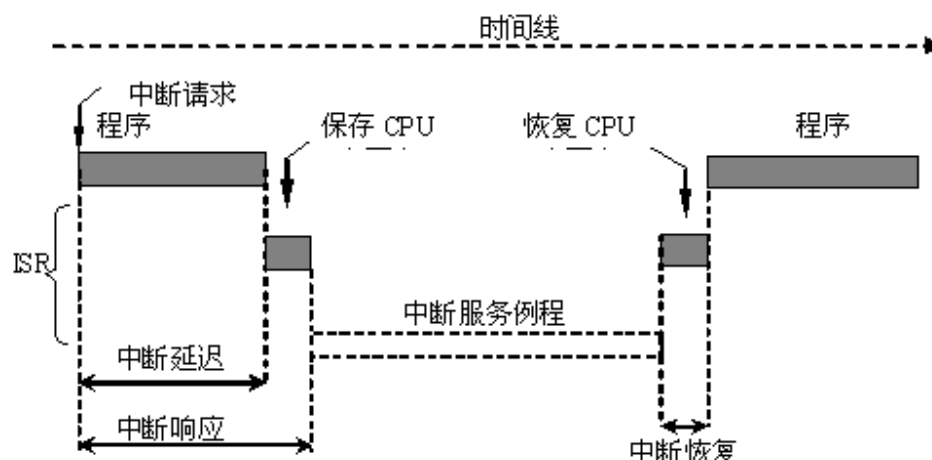 时间线
中断请求
程序 保存 CPU 恢复 CPU 程序
ISR
中断服务例程
中断延迟
中断响应
中断恢复